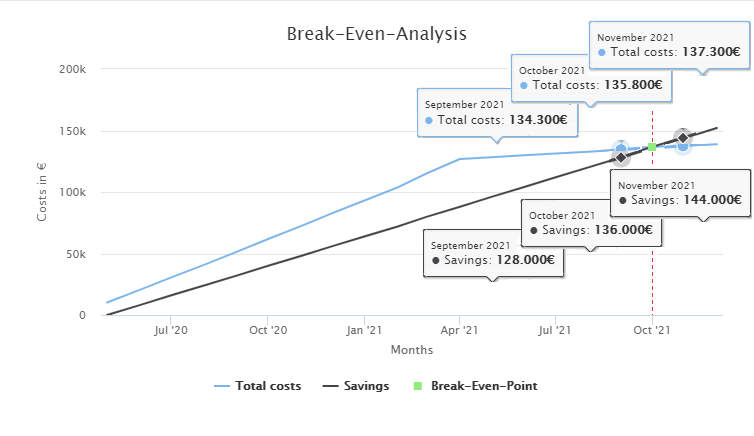 Break-Even-Analysis
November 2021
Total costs: 137.300€
October 2021
Total costs: 135.800€
September 2021
Total costs: 134.300€
200k
150k
100k
50k
0
Costs in €
November 2021
Savings: 144.000€
October 2021
Savings: 136.000€
September 2021
Savings: 128.000€
Jul '20 Oct '20 Jan '21 Apr '21 Jul '21 Oct '21
Months
Total costs Savings Break-Even-Point